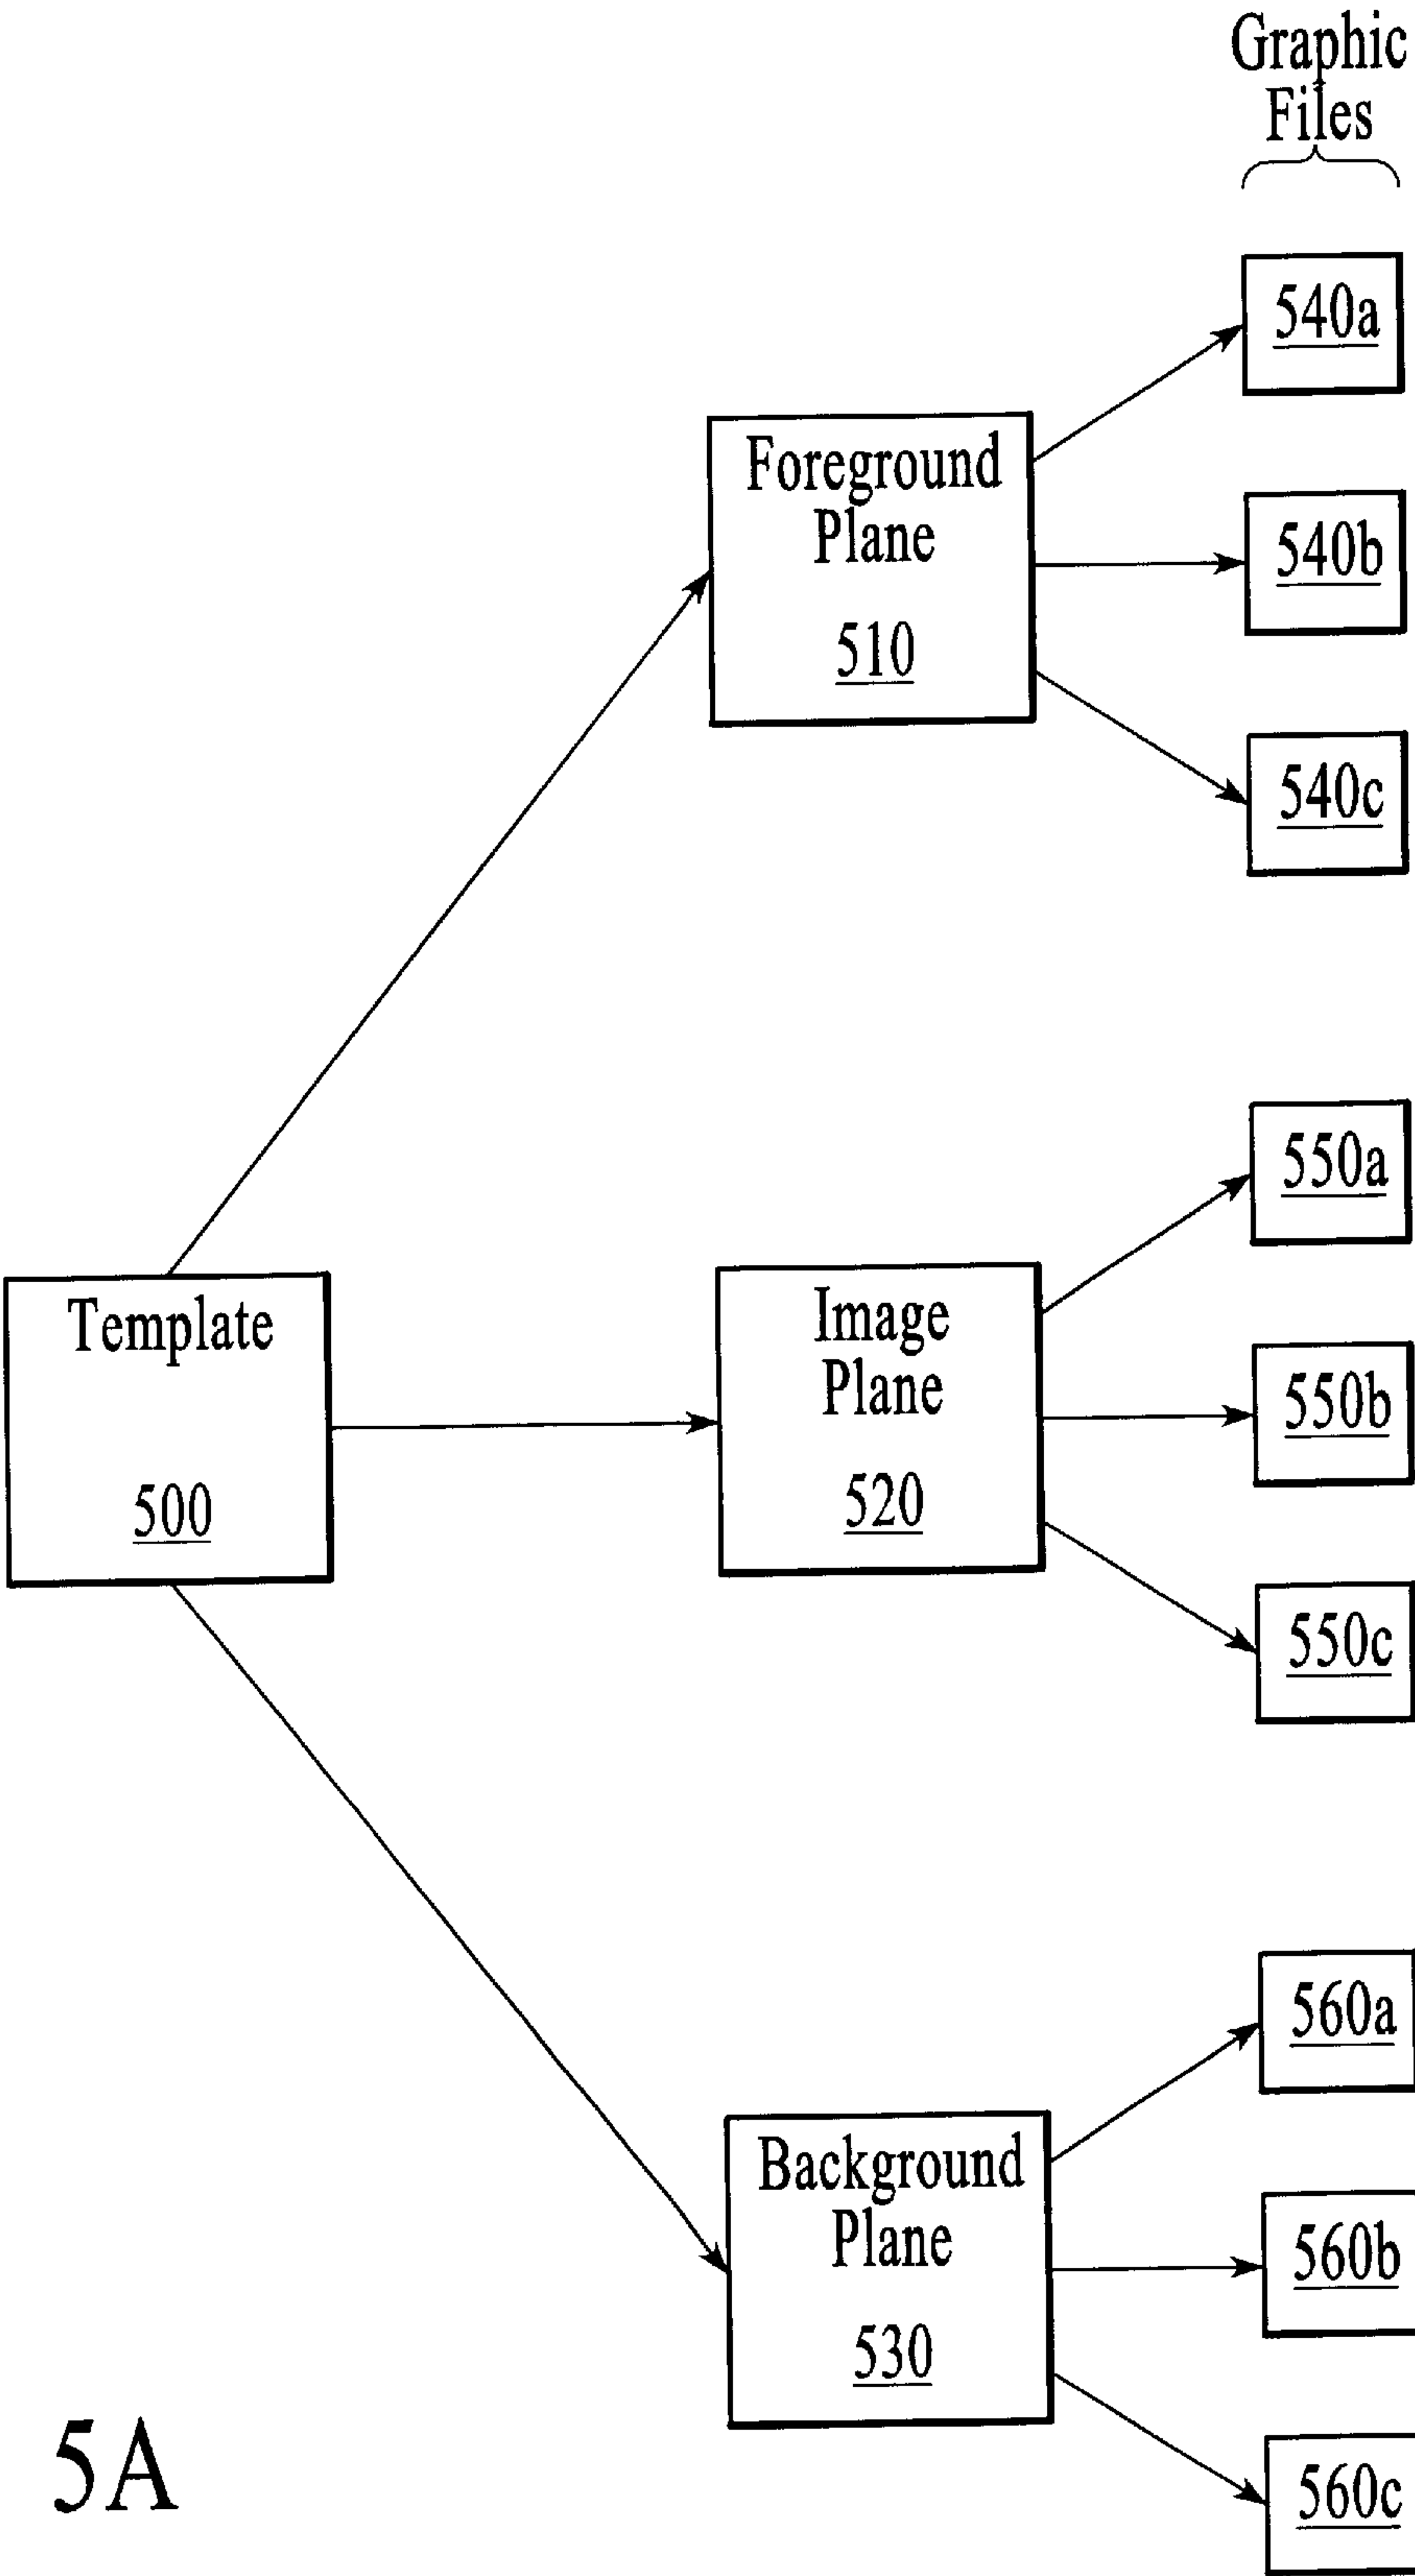 Graphic
Files
540a
Foreground
Plane
510
540b
540c
550a
Template
500
Image
Plane
520
550b
550c
560a
Background
Plane
530
560b
560c
5A